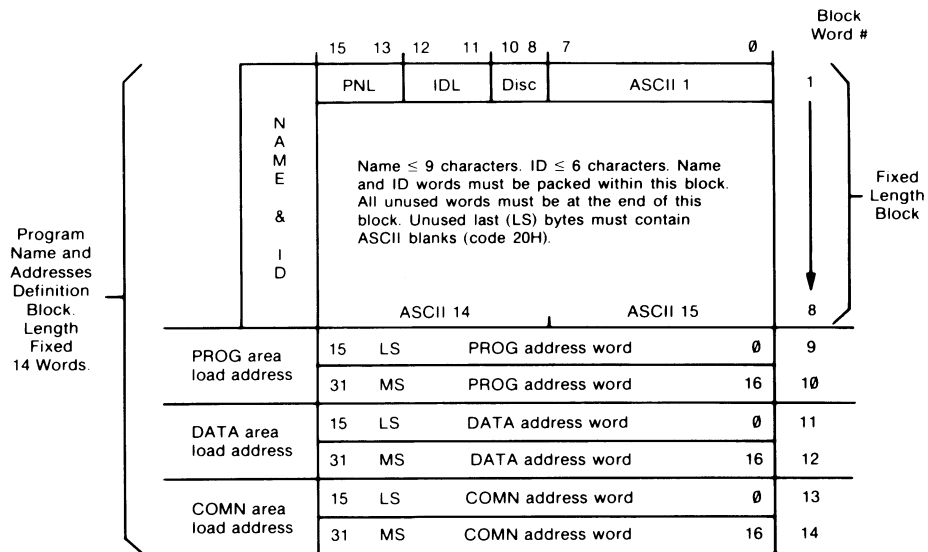 Block
Word #
15 13 12 11 10 8 7 Ø
PNL IDL Disc ASCII 1 1
NAME & ID
Name ≤ 9 characters. ID ≤ 6 characters. Name
and ID words must be packed within this block.
All unused words must be at the end of this
block. Unused last (LS) bytes must contain
ASCII blanks (code 20H).
Fixed
Length
Block
Program
Name and
Addresses
Definition
Block.
Length
Fixed
14 Words.
ASCII 14 ASCII 15 8
PROG area
load address
15 LS PROG address word Ø 9
31 MS PROG address word 16 1Ø
DATA area
load address
15 LS DATA address word Ø 11
31 MS DATA address word 16 12
COMN area
load address
15 LS COMN address word Ø 13
31 MS COMN address word 16 14